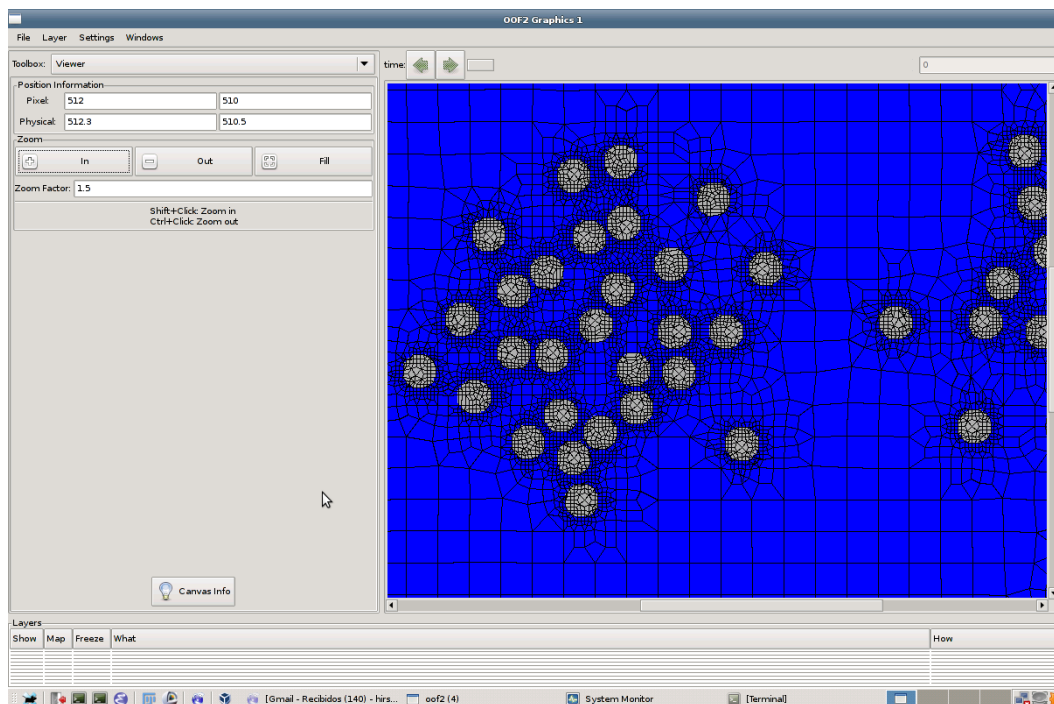 OOF2 Graphics 1
File Layer Settings Windows
Toolbox: Viewer
time:
0
Position Information
Pixel: 512 510
Physical: 512.3 510.5
Zoom
In Out Fill
Zoom Factor: 1.5
Shift+Click: Zoom in
Ctrl+Click: Zoom out
Canvas Info
Layers
Show Map Freeze What How
[Gmail - Recibidos (140) - hirs... oof2 (4) System Monitor [Terminal]